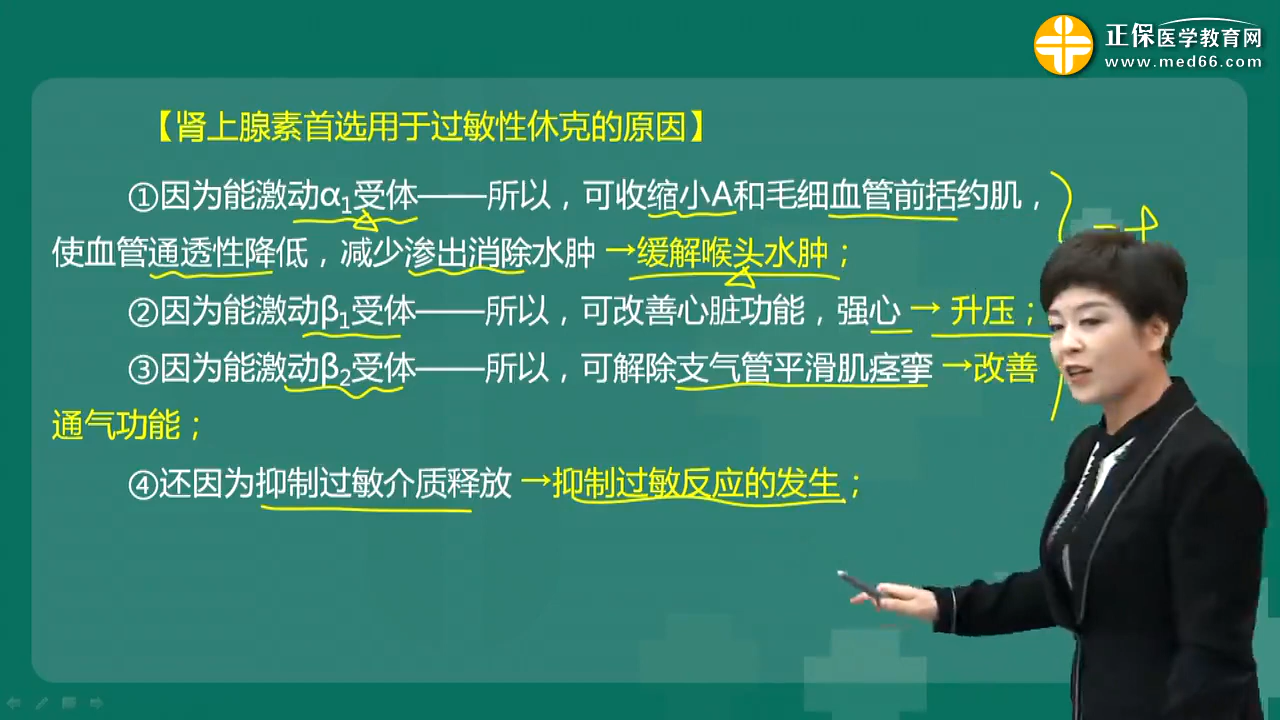 正保医学教育网
www.med66.com
【肾上腺素首选用于过敏性休克的原因】
①因为能激动α₁受体——所以，可收缩小A和毛细血管前括约肌，
使血管通透性降低，减少渗出消除水肿→缓解喉头水肿；
②因为能激动β₁受体——所以，可改善心脏功能，强心→ 升压；
③因为能激动β₂受体——所以，可解除支气管平滑肌痉挛→改善
通气功能；
④还因为抑制过敏介质释放→抑制过敏反应的发生；